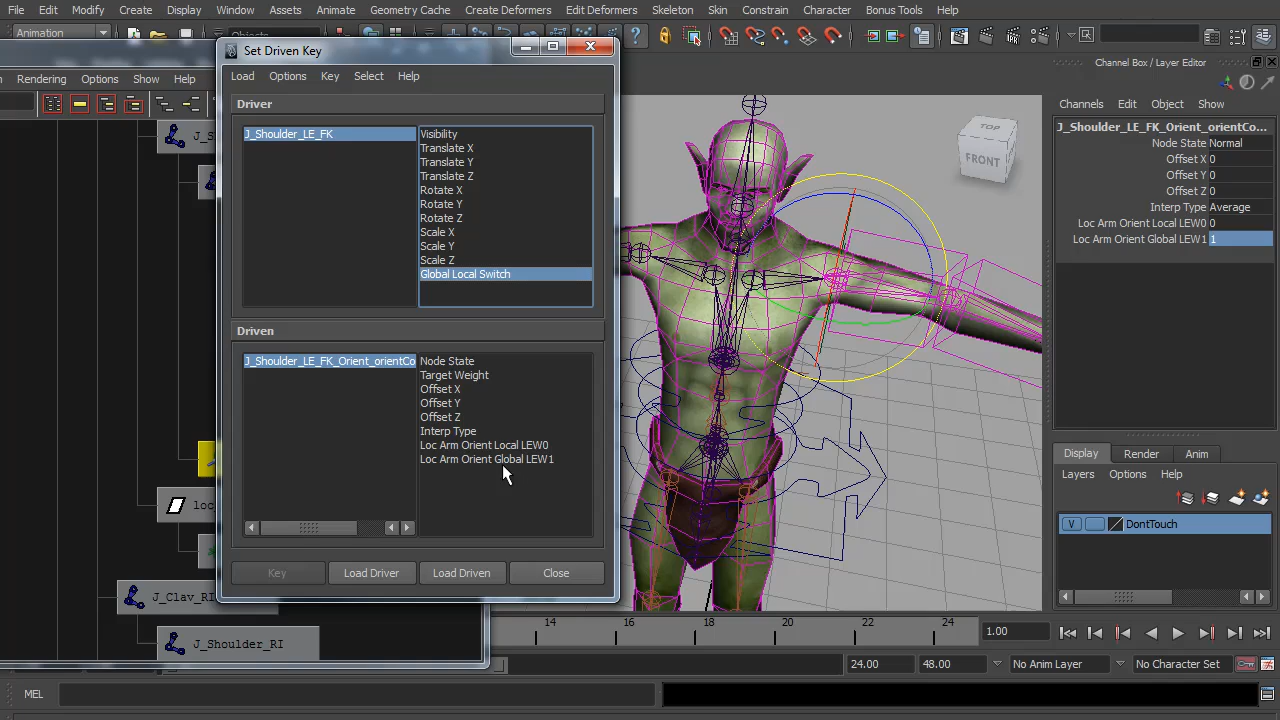 File Edit Modify Create Display Window Assets Animate Geometry Cache Create Deformers Edit Deformers Skeleton Skin Constrain Character Bonus Tools Help
Animation
Objects
Set Driven Key
Channel Box / Layer Editor
Rendering Options Show Help
Load Options Key Select Help
Channels Edit Object Show
Driver
J_Shoulder_LE_FK
Visibility
Translate X
Translate Y
Translate Z
Rotate X
Rotate Y
Rotate Z
Scale X
Scale Y
Scale Z
Global Local Switch
Driven
J_Shoulder_LE_FK_Orient_orientCo
Node State
Target Weight
Offset X
Offset Y
Offset Z
Interp Type
Loc Arm Orient Local LEW0
Loc Arm Orient Global LEW1
Key Load Driver Load Driven Close
TOP
FRONT
J_Shoulder_LE_FK_Orient_orientCo...
Node State Normal
Offset X 0
Offset Y 0
Offset Z 0
Interp Type Average
Loc Arm Orient Local LEW0 0
Loc Arm Orient Global LEW1 1
Display Render Anim
Layers Options Help
V DontTouch
J_S
loc
J_Clav_RI
J_Shoulder_RI
14 16 18 20 22 24
1.00
24.00 48.00 No Anim Layer No Character Set
MEL